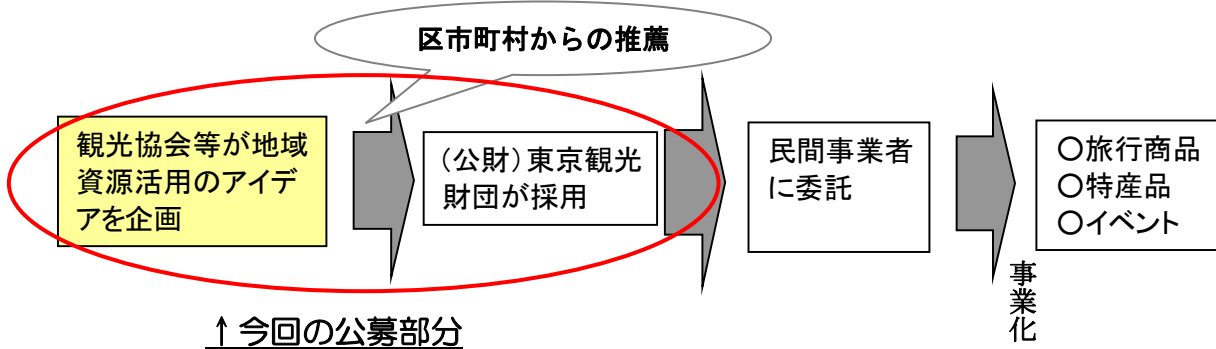 区市町村からの推薦
観光協会等が地域
資源活用のアイデ
アを企画
（公財）東京観光
財団が採用
民間事業者
に委託
○旅行商品
○特産品
○イベント
事業化
↑今回の公募部分